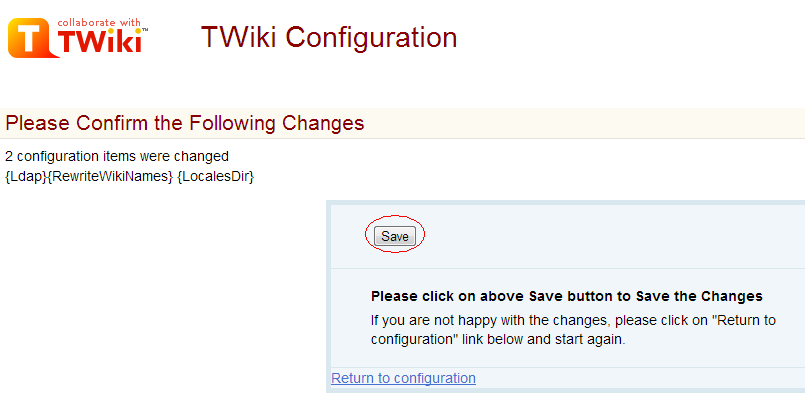 collaborate with
TWiki™
TWiki Configuration
Please Confirm the Following Changes
2 configuration items were changed
{Ldap}{RewriteWikiNames} {LocalesDir}
Save
Please click on above Save button to Save the Changes
If you are not happy with the changes, please click on "Return to
configuration" link below and start again.
Return to configuration